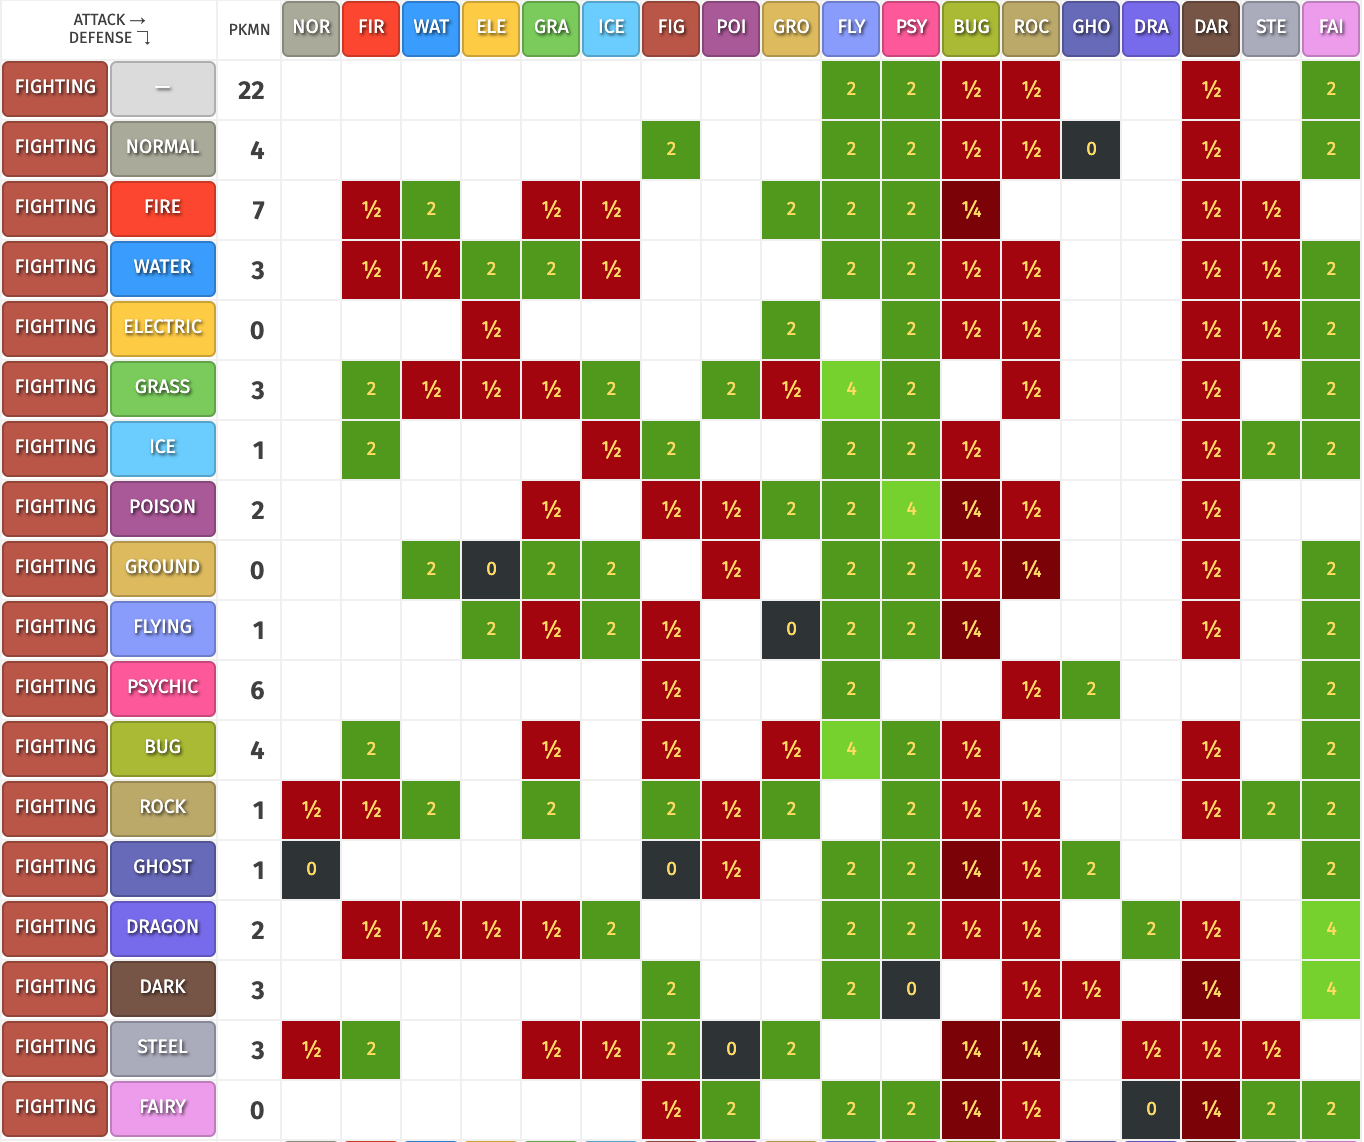 ATTACK →
DEFENSE ↴ PKMN NOR FIR WAT ELE GRA ICE FIG POI GRO FLY PSY BUG ROC GHO DRA DAR STE FAI
FIGHTING — 22 2 2 ½ ½ ½ 2
FIGHTING NORMAL 4 2 2 2 ½ ½ 0 ½ 2
FIGHTING FIRE 7 ½ 2 ½ ½ 2 2 2 ¼ ½ ½
FIGHTING WATER 3 ½ ½ 2 2 ½ 2 2 ½ ½ ½ ½ 2
FIGHTING ELECTRIC 0 ½ 2 2 ½ ½ ½ ½ 2
FIGHTING GRASS 3 2 ½ ½ ½ 2 2 ½ 4 2 ½ ½ 2
FIGHTING ICE 1 2 ½ 2 2 2 ½ ½ 2 2
FIGHTING POISON 2 ½ ½ ½ 2 2 4 ¼ ½ ½
FIGHTING GROUND 0 2 0 2 2 ½ 2 2 ½ ¼ ½ 2
FIGHTING FLYING 1 2 ½ 2 ½ 0 2 2 ¼ ½ 2
FIGHTING PSYCHIC 6 ½ 2 ½ 2 2
FIGHTING BUG 4 2 ½ ½ ½ 4 2 ½ ½ 2
FIGHTING ROCK 1 ½ ½ 2 2 2 ½ 2 2 ½ ½ ½ 2 2
FIGHTING GHOST 1 0 0 ½ 2 2 ¼ ½ 2 2
FIGHTING DRAGON 2 ½ ½ ½ ½ 2 2 2 ½ ½ 2 ½ 4
FIGHTING DARK 3 2 2 0 ½ ½ ¼ 4
FIGHTING STEEL 3 ½ 2 ½ ½ 2 0 2 ¼ ¼ ½ ½ ½
FIGHTING FAIRY 0 ½ 2 2 2 ¼ ½ 0 ¼ 2 2